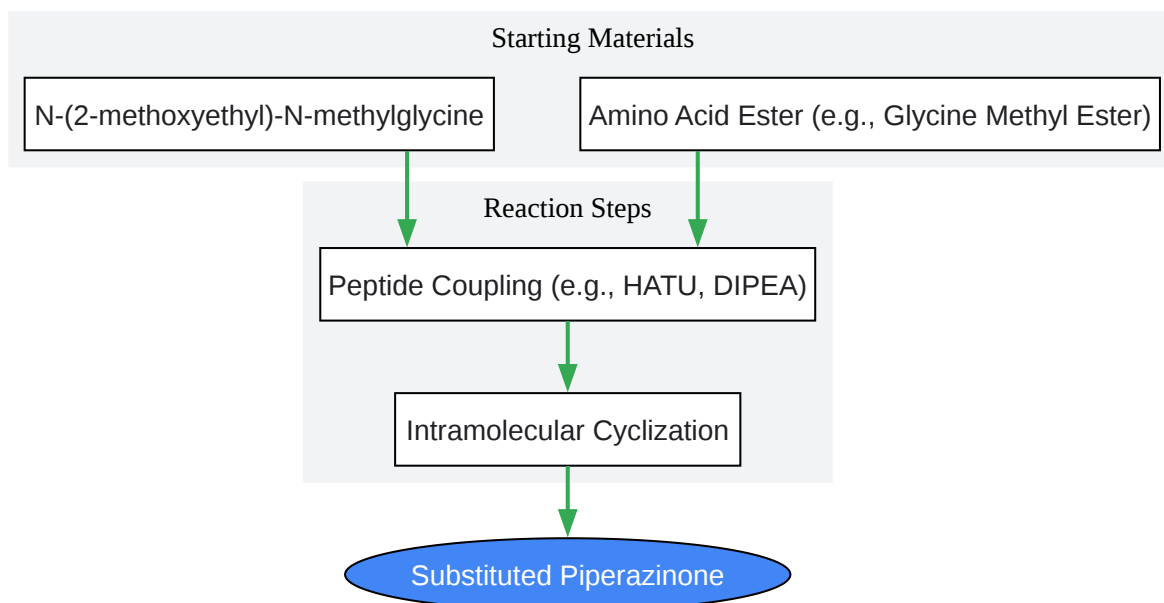 Starting Materials
N-(2-methoxyethyl)-N-methylglycine
Amino Acid Ester (e.g., Glycine Methyl Ester)
Reaction Steps
Peptide Coupling (e.g., HATU, DIPEA)
Intramolecular Cyclization
Substituted Piperazinone